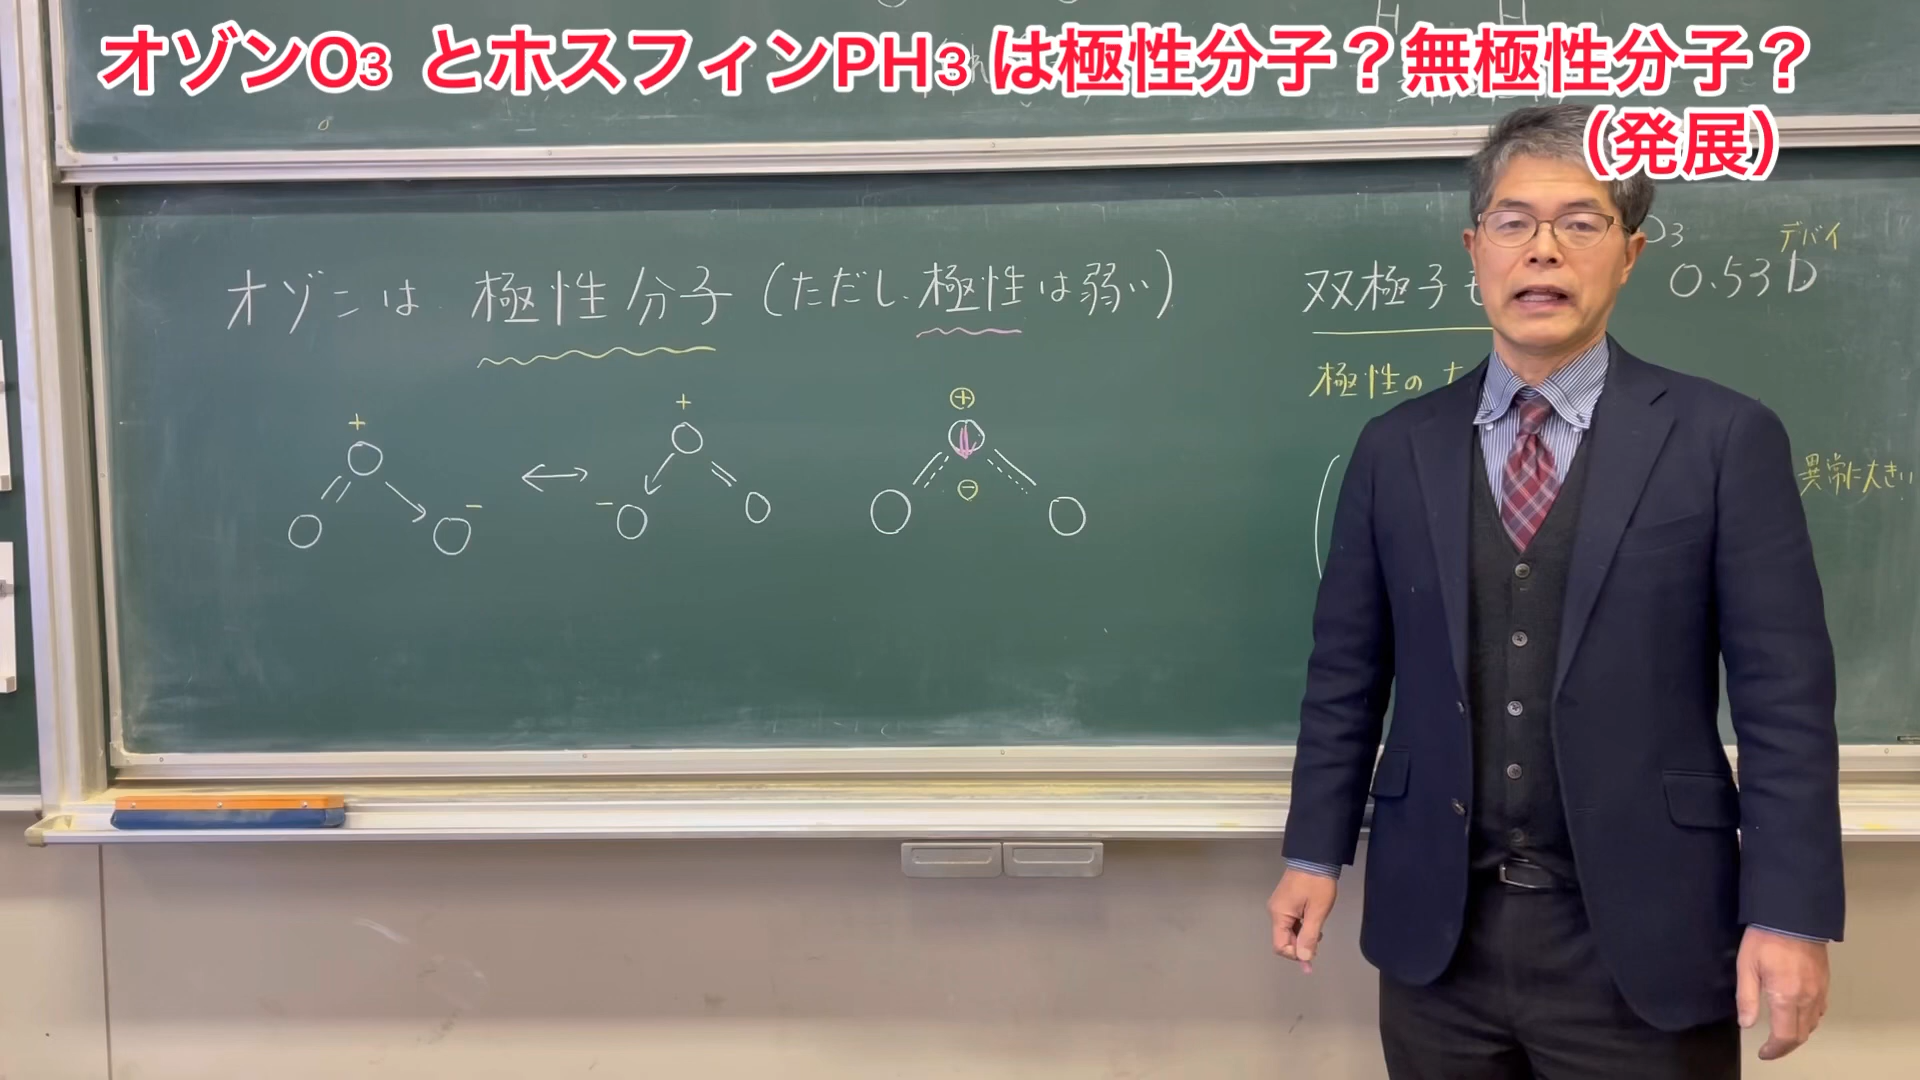 オゾンO₃ とホスフィンPH₃ は極性分子？無極性分子？
（発展）
H H
オゾンは 極性分子 (ただし、極性は弱い)
+
O
O O -
+
O
- O O
⊕
O
⊖
O O
O3 デバイ
双極子モ 0.53D
極性の
異常に大きい